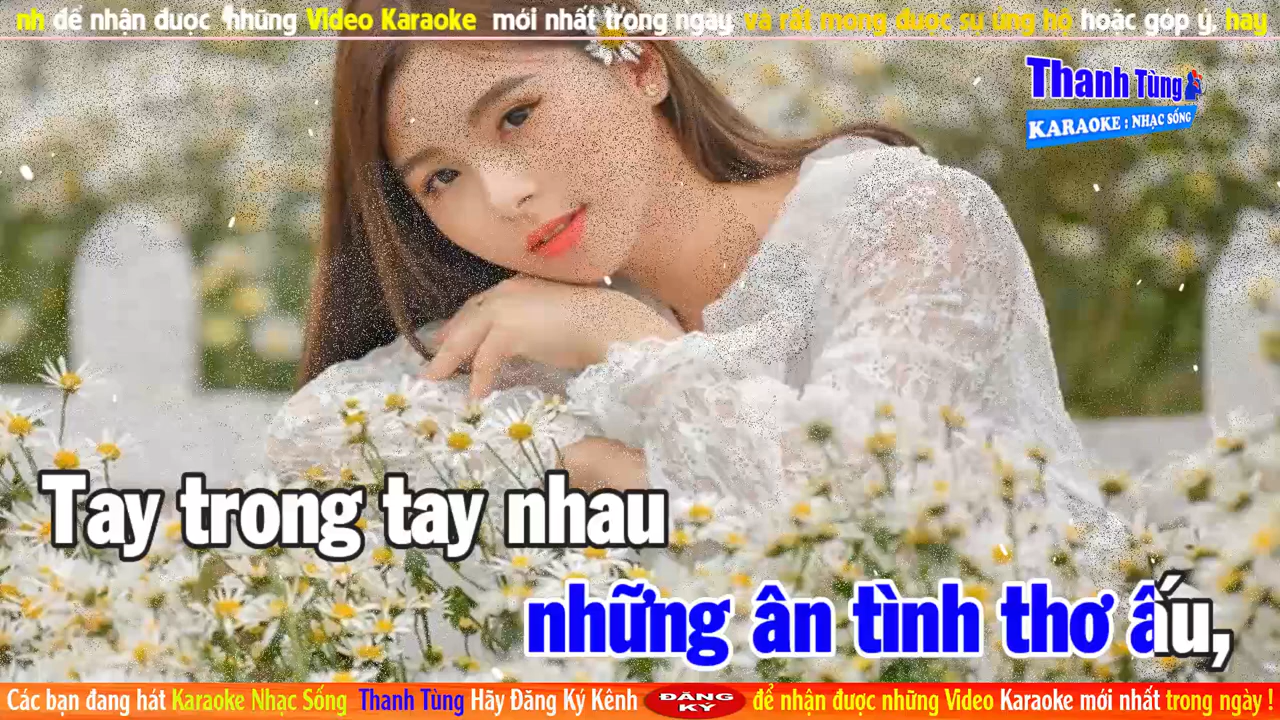 nh để nhận được những Video Karaoke mới nhất trong ngày, và rất mong được sự ủng hộ hoặc góp ý, hay
Thanh Tùng
KARAOKE : NHẠC SỐNG
Tay trong tay nhau
những ân tình thơ ấu,
Các bạn đang hát Karaoke Nhạc Sống Thanh Tùng Hãy Đăng Ký Kênh ĐĂNG KÝ để nhận được những Video Karaoke mới nhất trong ngày !